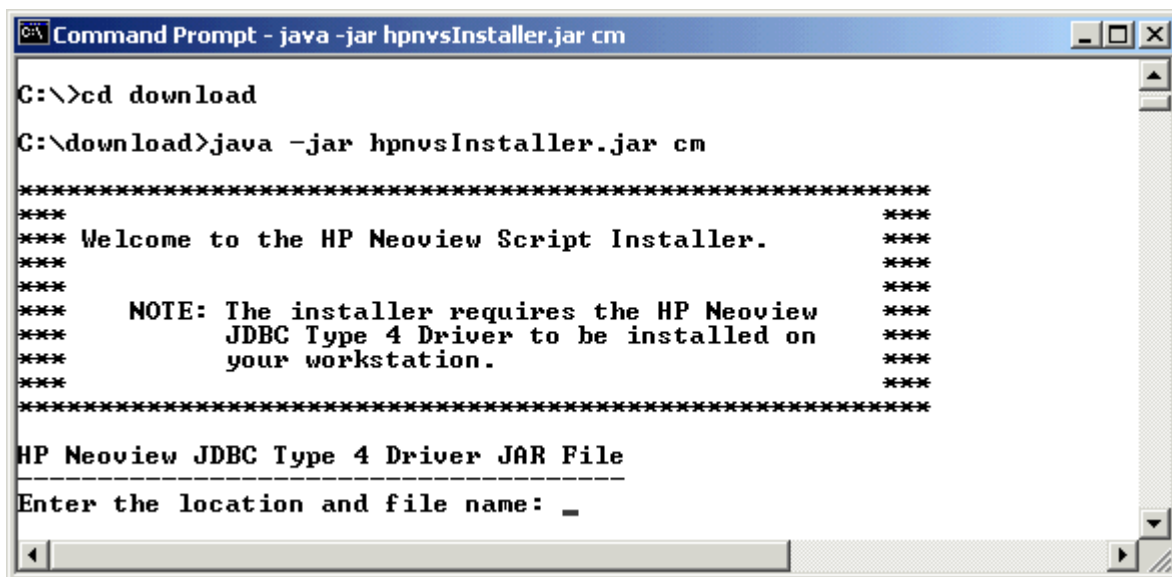 Command Prompt - java -jar hpnvsInstaller.jar cm
C:\>cd download
C:\download>java -jar hpnvsInstaller.jar cm
*********************************************************
*** ***
*** Welcome to the HP Neoview Script Installer. ***
*** ***
*** ***
*** NOTE: The installer requires the HP Neoview ***
*** JDBC Type 4 Driver to be installed on ***
*** your workstation. ***
*** ***
*********************************************************
HP Neoview JDBC Type 4 Driver JAR File
--------------------------------------
Enter the location and file name: _